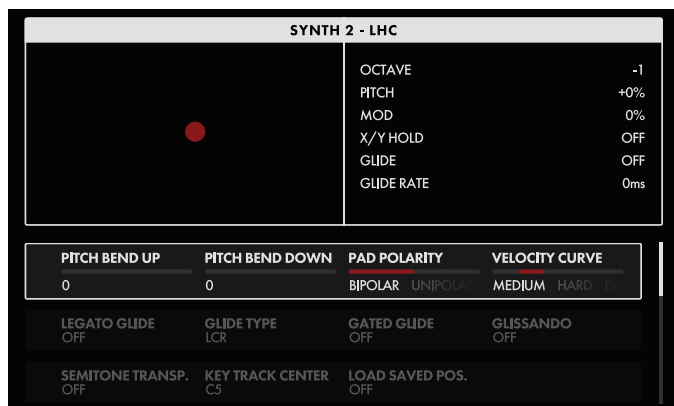 SYNTH 2 - LHC
OCTAVE -1
PITCH +0%
MOD 0%
X/Y HOLD OFF
GLIDE OFF
GLIDE RATE 0ms
PITCH BEND UP PITCH BEND DOWN PAD POLARITY VELOCITY CURVE
0 0 BIPOLAR UNIPOLA MEDIUM HARD E
LEGATO GLIDE GLIDE TYPE GATED GLIDE GLISSANDO
OFF LCR OFF OFF
SEMITONE TRANSP. KEY TRACK CENTER LOAD SAVED POS.
OFF C5 OFF